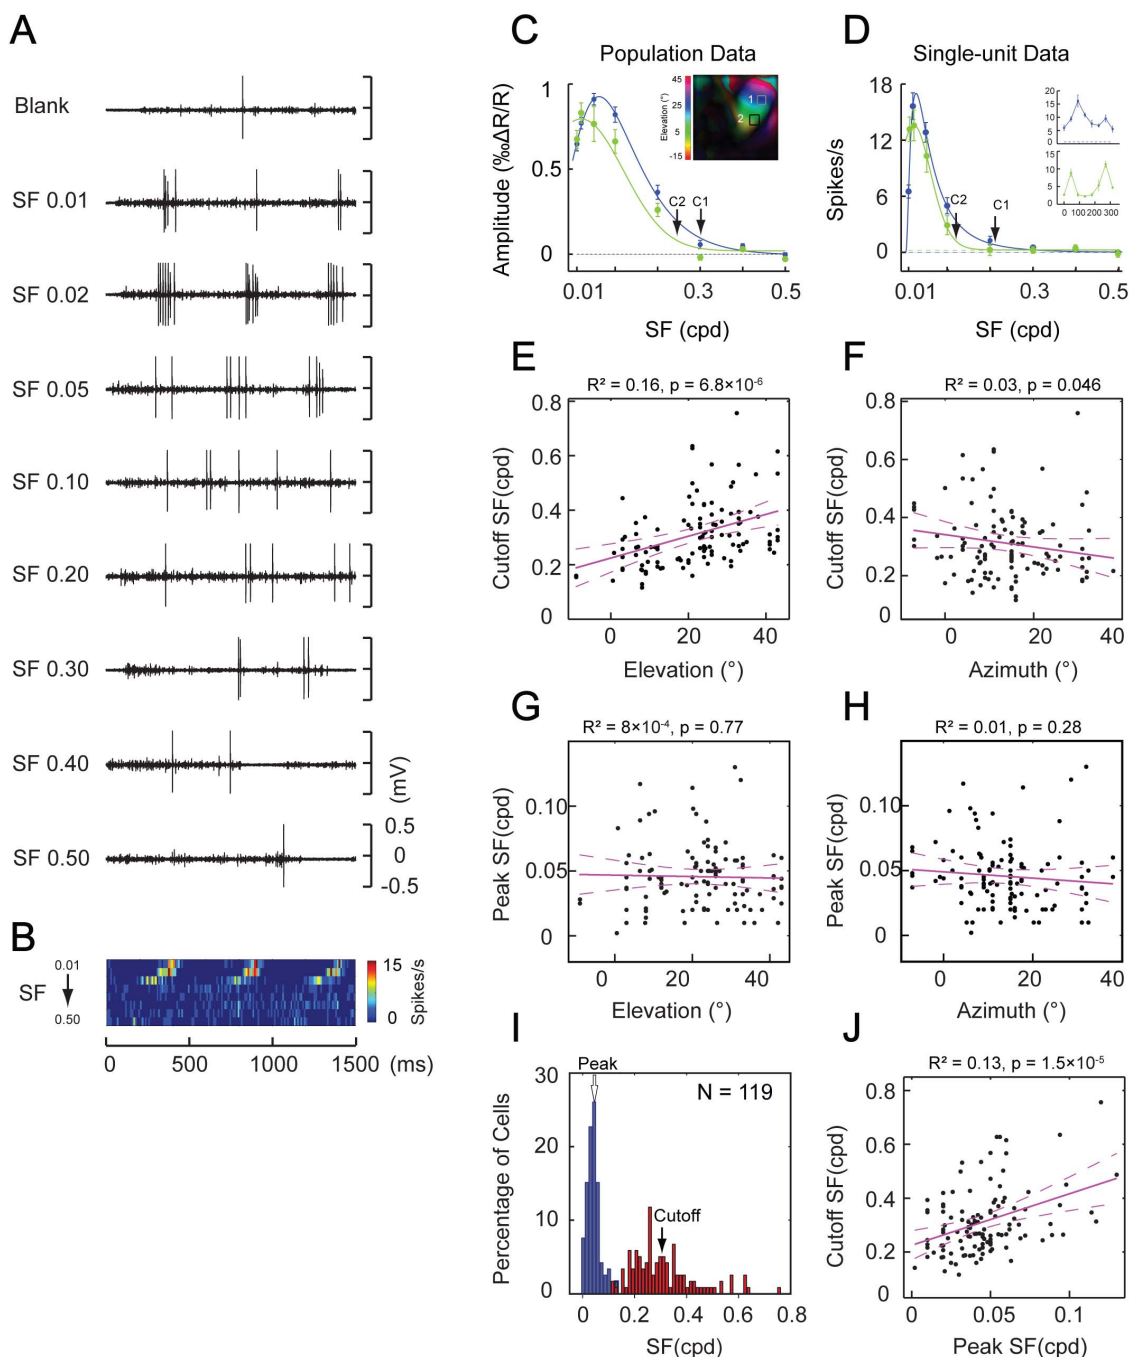 A
Blank
SF 0.01
SF 0.02
SF 0.05
SF 0.10
SF 0.20
SF 0.30
SF 0.40
(mV)
SF 0.50
0.5
0
-0.5
B
SF
0.01
0.50
15
0
Spikes/s
0 500 1000 1500 (ms)
C
Population Data
Amplitude (‰ΔR/R)
1
0.5
0
45
25
5
-15
Elevation (°)
1
2
C2 C1
0.01 0.3 0.5
SF (cpd)
D
Single-unit Data
Spikes/s
18
12
6
0
20
15
10
5
0
15
10
5
0
0 100 200 300
C2 C1
0.01 0.3 0.5
SF (cpd)
E
R² = 0.16, p = 6.8×10⁻⁶
Cutoff SF(cpd)
0.8
0.6
0.4
0.2
0
0 20 40
Elevation (°)
F
R² = 0.03, p = 0.046
Cutoff SF(cpd)
0.8
0.6
0.4
0.2
0
0 20 40
Azimuth (°)
G
R² = 8×10⁻⁴, p = 0.77
Peak SF(cpd)
0.10
0.05
0
0 20 40
Elevation (°)
H
R² = 0.01, p = 0.28
Peak SF(cpd)
0.10
0.05
0
0 20 40
Azimuth (°)
I
Peak
N = 119
Percentage of Cells
30
20
10
0
Cutoff
0 0.2 0.4 0.6 0.8
SF(cpd)
J
R² = 0.13, p = 1.5×10⁻⁵
Cutoff SF(cpd)
0.8
0.6
0.4
0.2
0
0 0.05 0.1
Peak SF(cpd)